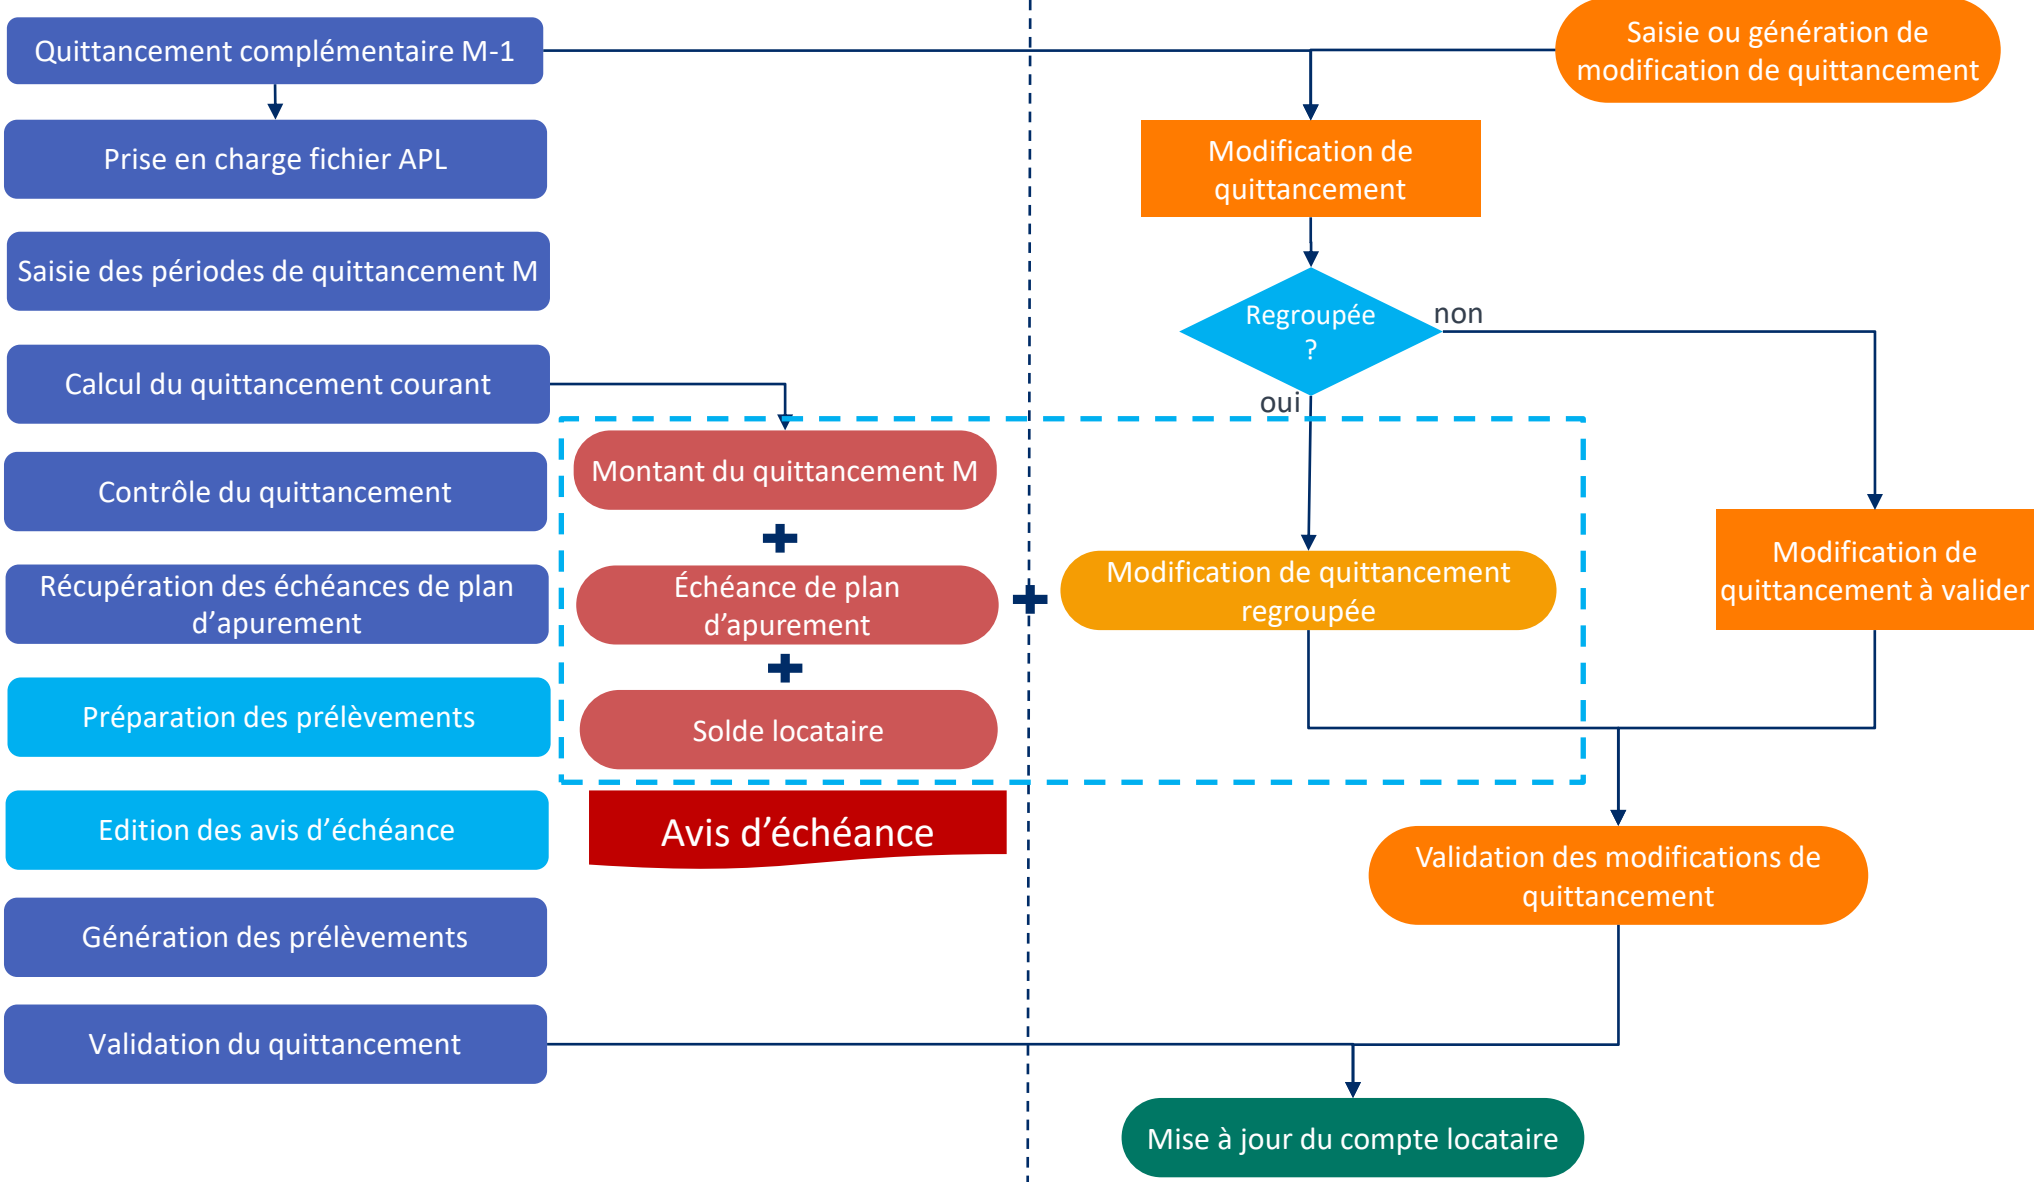 Quittancement complémentaire M-1
Prise en charge fichier APL
Saisie des périodes de quittancement M
Calcul du quittancement courant
Contrôle du quittancement
Récupération des échéances de plan
d’apurement
Préparation des prélèvements
Edition des avis d’échéance
Génération des prélèvements
Validation du quittancement
Montant du quittancement M
Échéance de plan
d’apurement
Solde locataire
Avis d’échéance
Saisie ou génération de
modification de quittancement
Modification de
quittancement
Regroupée
?
non
oui
Modification de quittancement
regroupée
Modification de
quittancement à valider
Validation des modifications de
quittancement
Mise à jour du compte locataire